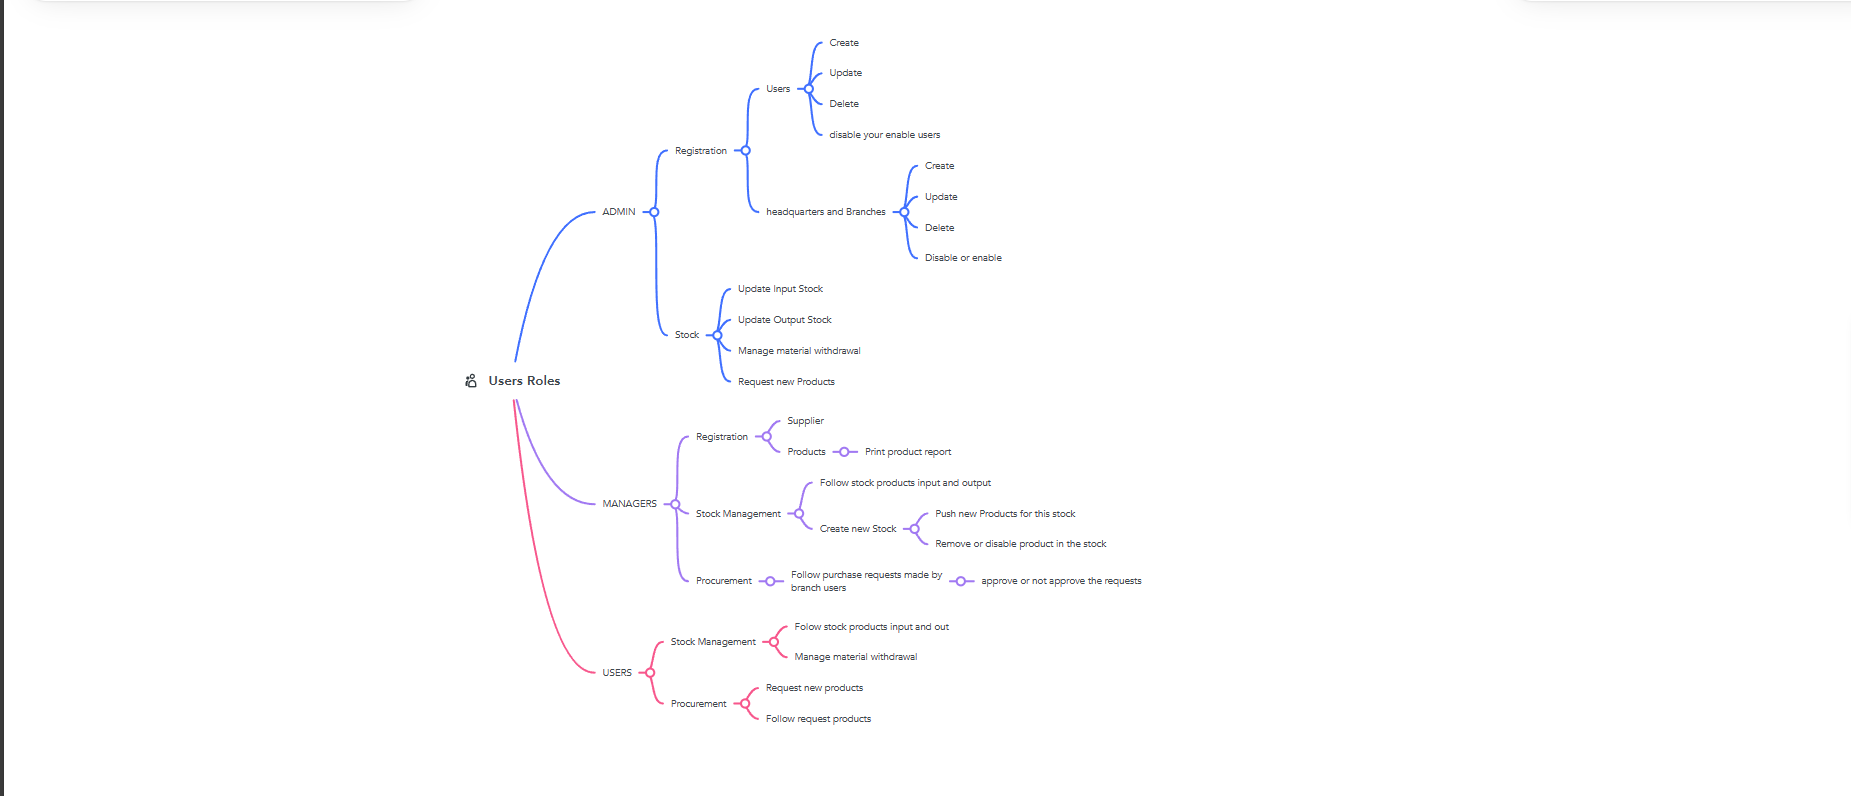 Users Roles
ADMIN
Registration
Users
Create
Update
Delete
disable your enable users
headquarters and Branches
Create
Update
Delete
Disable or enable
Stock
Update Input Stock
Update Output Stock
Manage material withdrawal
Request new Products
MANAGERS
Registration
Supplier
Products
Print product report
Stock Management
Follow stock products input and output
Create new Stock
Push new Products for this stock
Remove or disable product in the stock
Procurement
Follow purchase requests made by
branch users
approve or not approve the requests
USERS
Stock Management
Folow stock products input and out
Manage material withdrawal
Procurement
Request new products
Follow request products